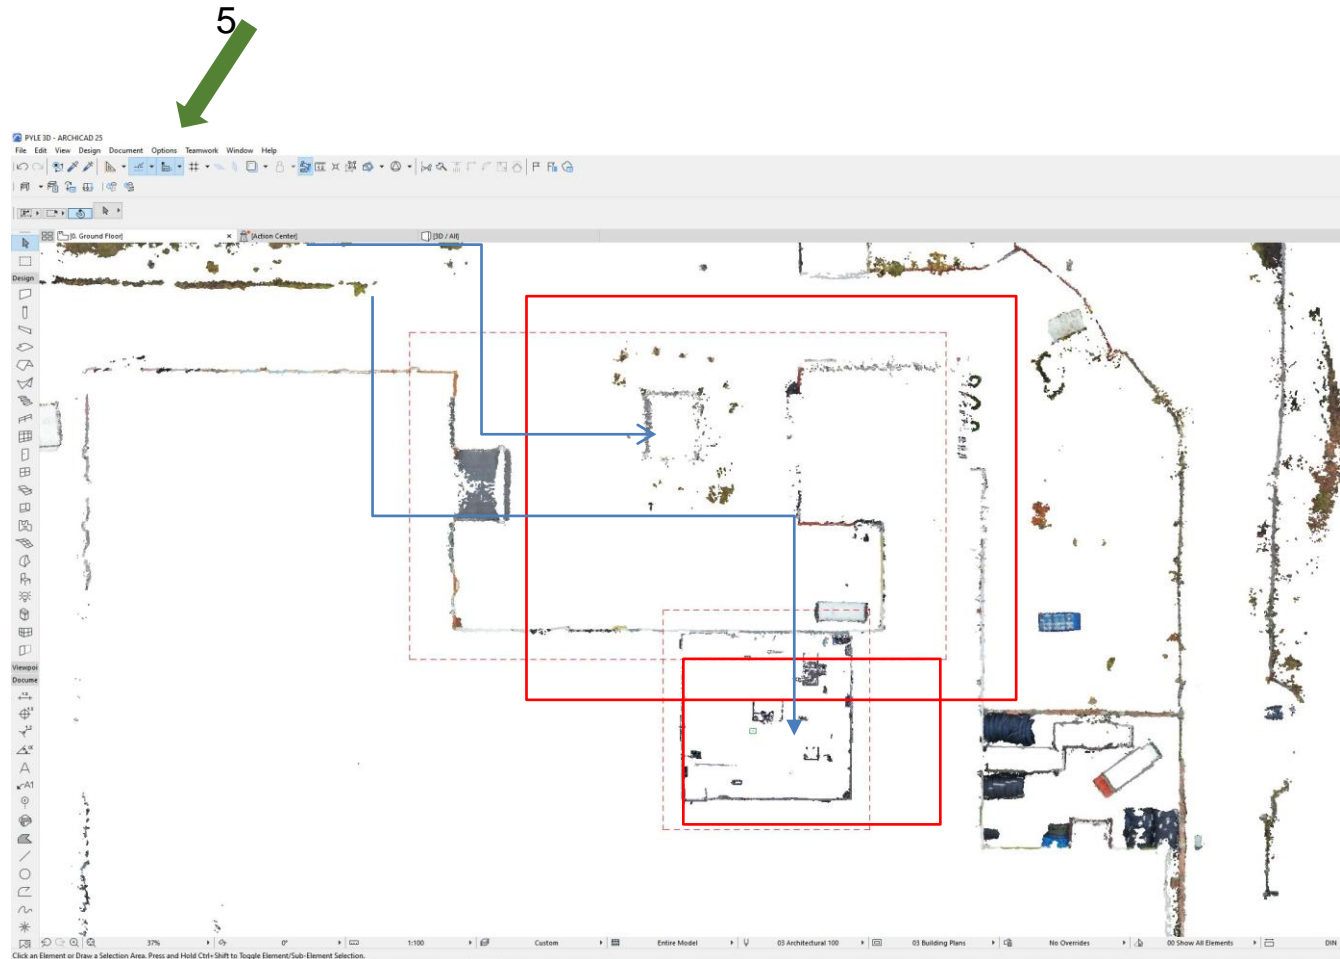 5
PYLE 3D - ARCHICAD 25
File Edit View Design Document Options Teamwork Window Help
[0. Ground Floor] × [Action Center] [3D / All]
Design
Viewpoi
Docume
A
A1
37% 0° 1:100 Custom Entire Model 03 Architectural 100 03 Building Plans No Overrides 00 Show All Elements DIN
Click an Element or Draw a Selection Area. Press and Hold Ctrl+Shift to Toggle Element/Sub-Element Selection.